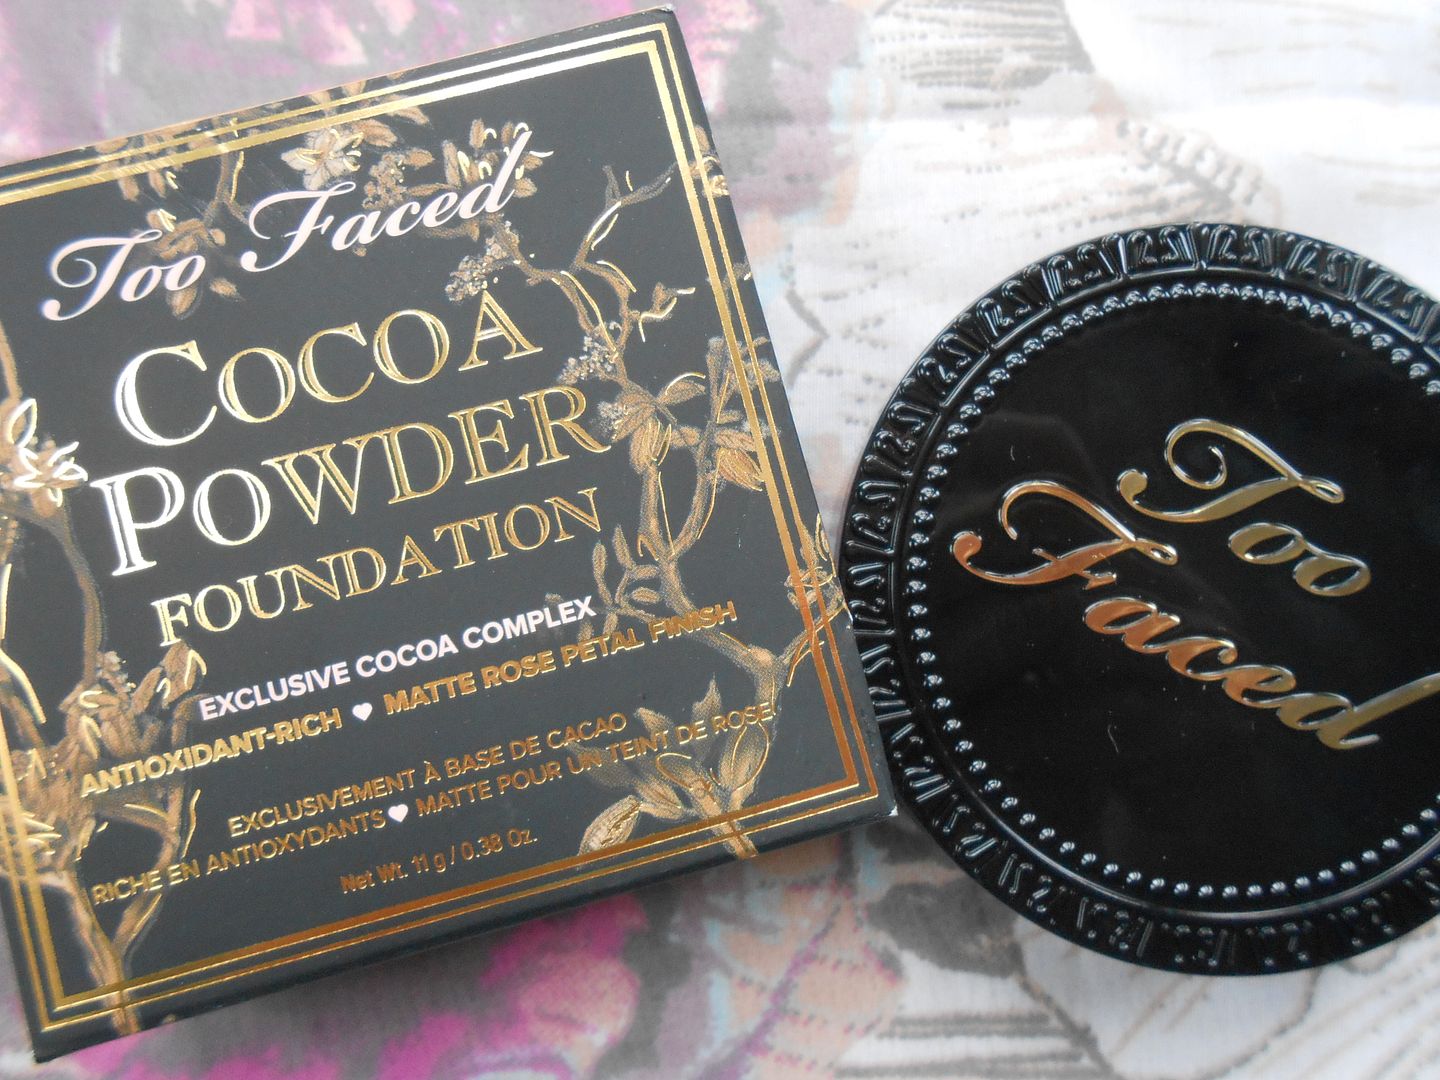 Too Faced
COCOA
POWDER
FOUNDATION
EXCLUSIVE COCOA COMPLEX
ANTIOXIDANT-RICH ♥ MATTE ROSE PETAL FINISH
EXCLUSIVEMENT À BASE DE CACAO
RICHE EN ANTIOXYDANTS ♥ MATTE POUR UN TEINT DE ROSE
Net Wt. 11 g / 0.38 Oz.
Too
Faced